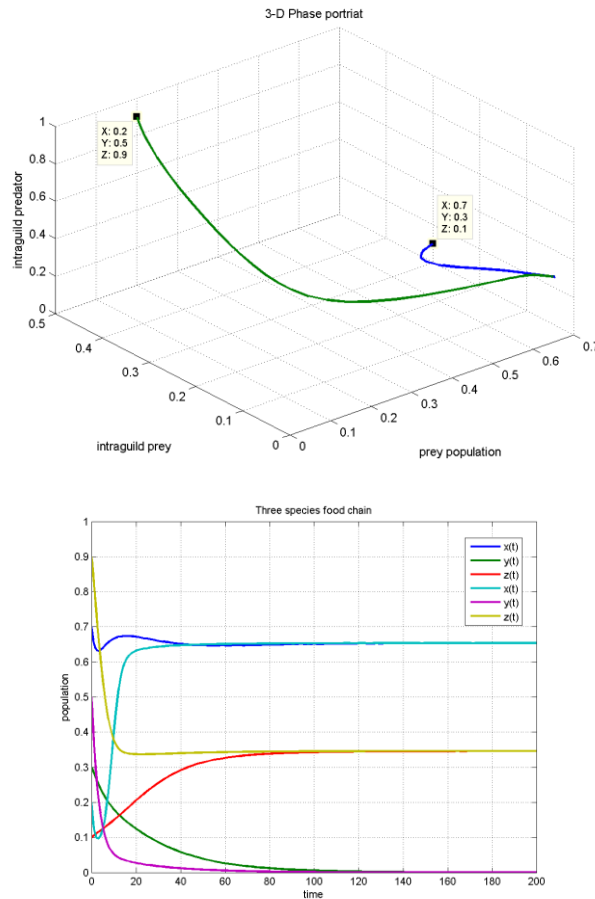 3-D Phase portriat
1
0.8
0.6
0.4
0.2
0
intraguild predator
X: 0.2
Y: 0.5
Z: 0.9
X: 0.7
Y: 0.3
Z: 0.1
0.5
0.4
0.3
0.2
0.1
0
intraguild prey
0
0.1
0.2
0.3
0.4
0.5
0.6
0.7
prey population
Three species food chain
1
0.9
0.8
0.7
0.6
0.5
0.4
0.3
0.2
0.1
0
population
x(t)
y(t)
z(t)
x(t)
y(t)
z(t)
0 20 40 60 80 100 120 140 160 180 200
time